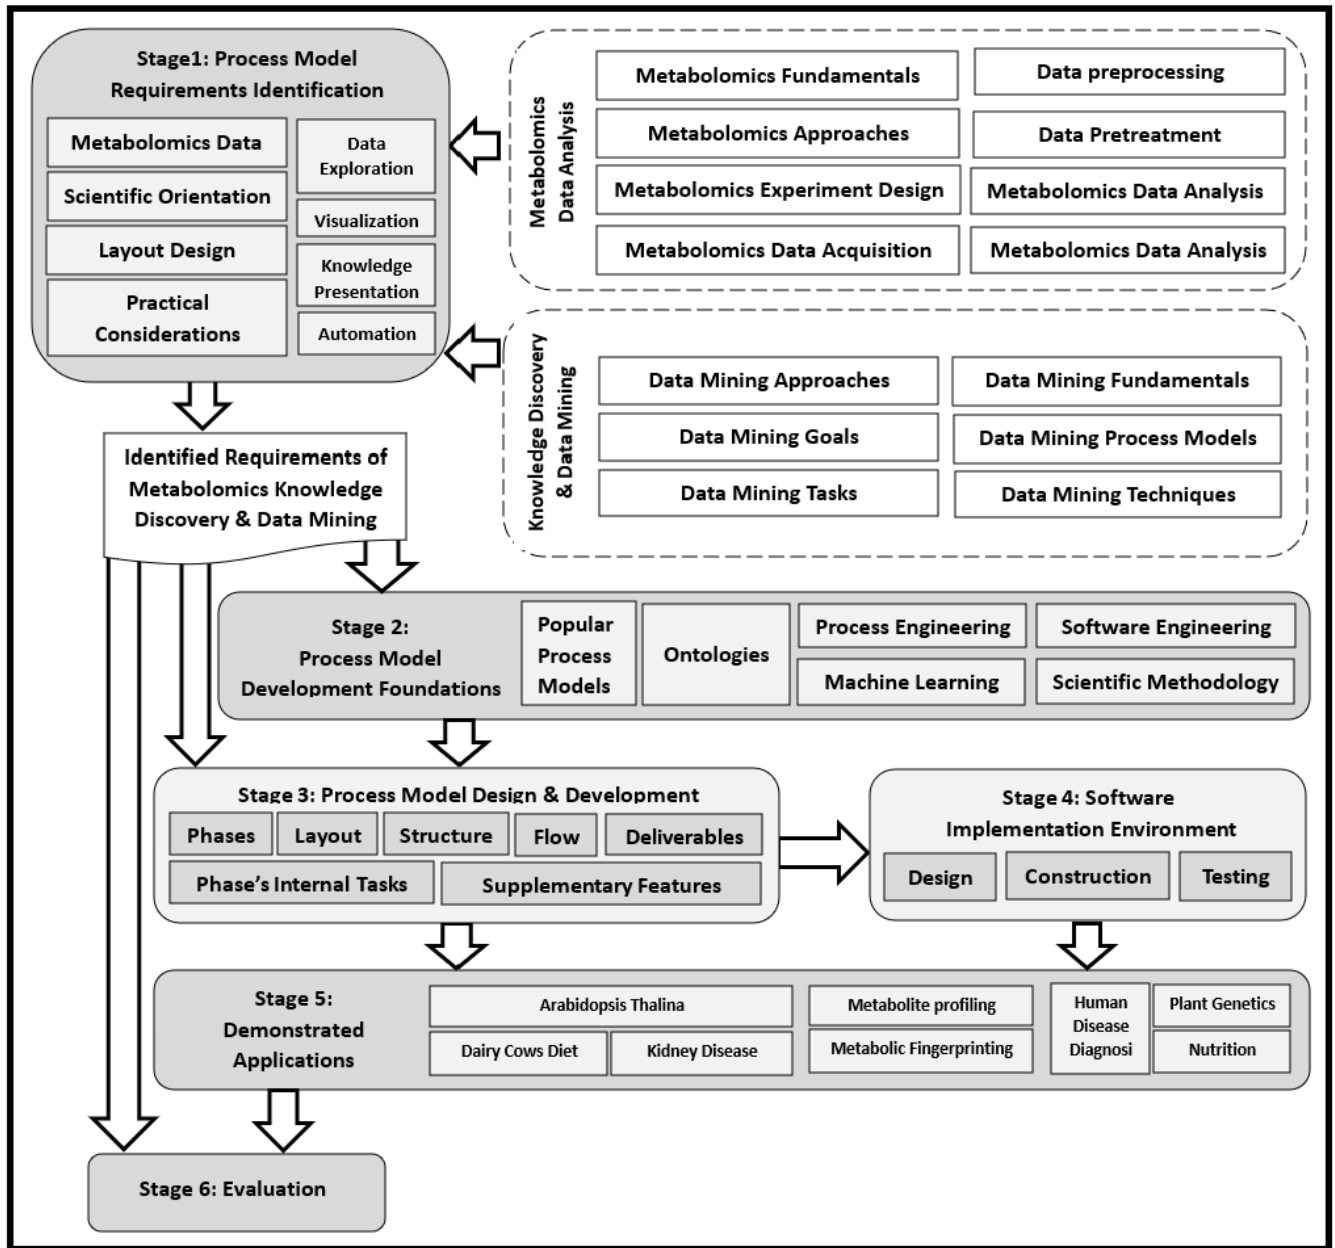 Stage1: Process Model
Requirements Identification
Metabolomics Data
Scientific Orientation
Layout Design
Practical
Considerations
Data
Exploration
Visualization
Knowledge
Presentation
Automation
Metabolomics
Data Analysis
Metabolomics Fundamentals
Metabolomics Approaches
Metabolomics Experiment Design
Metabolomics Data Acquisition
Data preprocessing
Data Pretreatment
Metabolomics Data Analysis
Metabolomics Data Analysis
Knowledge Discovery
& Data Mining
Data Mining Approaches
Data Mining Goals
Data Mining Tasks
Data Mining Fundamentals
Data Mining Process Models
Data Mining Techniques
Identified Requirements of
Metabolomics Knowledge
Discovery & Data Mining
Stage 2:
Process Model
Development Foundations
Popular
Process
Models
Ontologies
Process Engineering
Machine Learning
Software Engineering
Scientific Methodology
Stage 3: Process Model Design & Development
Phases
Layout
Structure
Flow
Deliverables
Phase’s Internal Tasks
Supplementary Features
Stage 4: Software
Implementation Environment
Design
Construction
Testing
Stage 5:
Demonstrated
Applications
Arabidopsis Thalina
Dairy Cows Diet
Kidney Disease
Metabolite profiling
Metabolic Fingerprinting
Human
Disease
Diagnosi
Plant Genetics
Nutrition
Stage 6: Evaluation